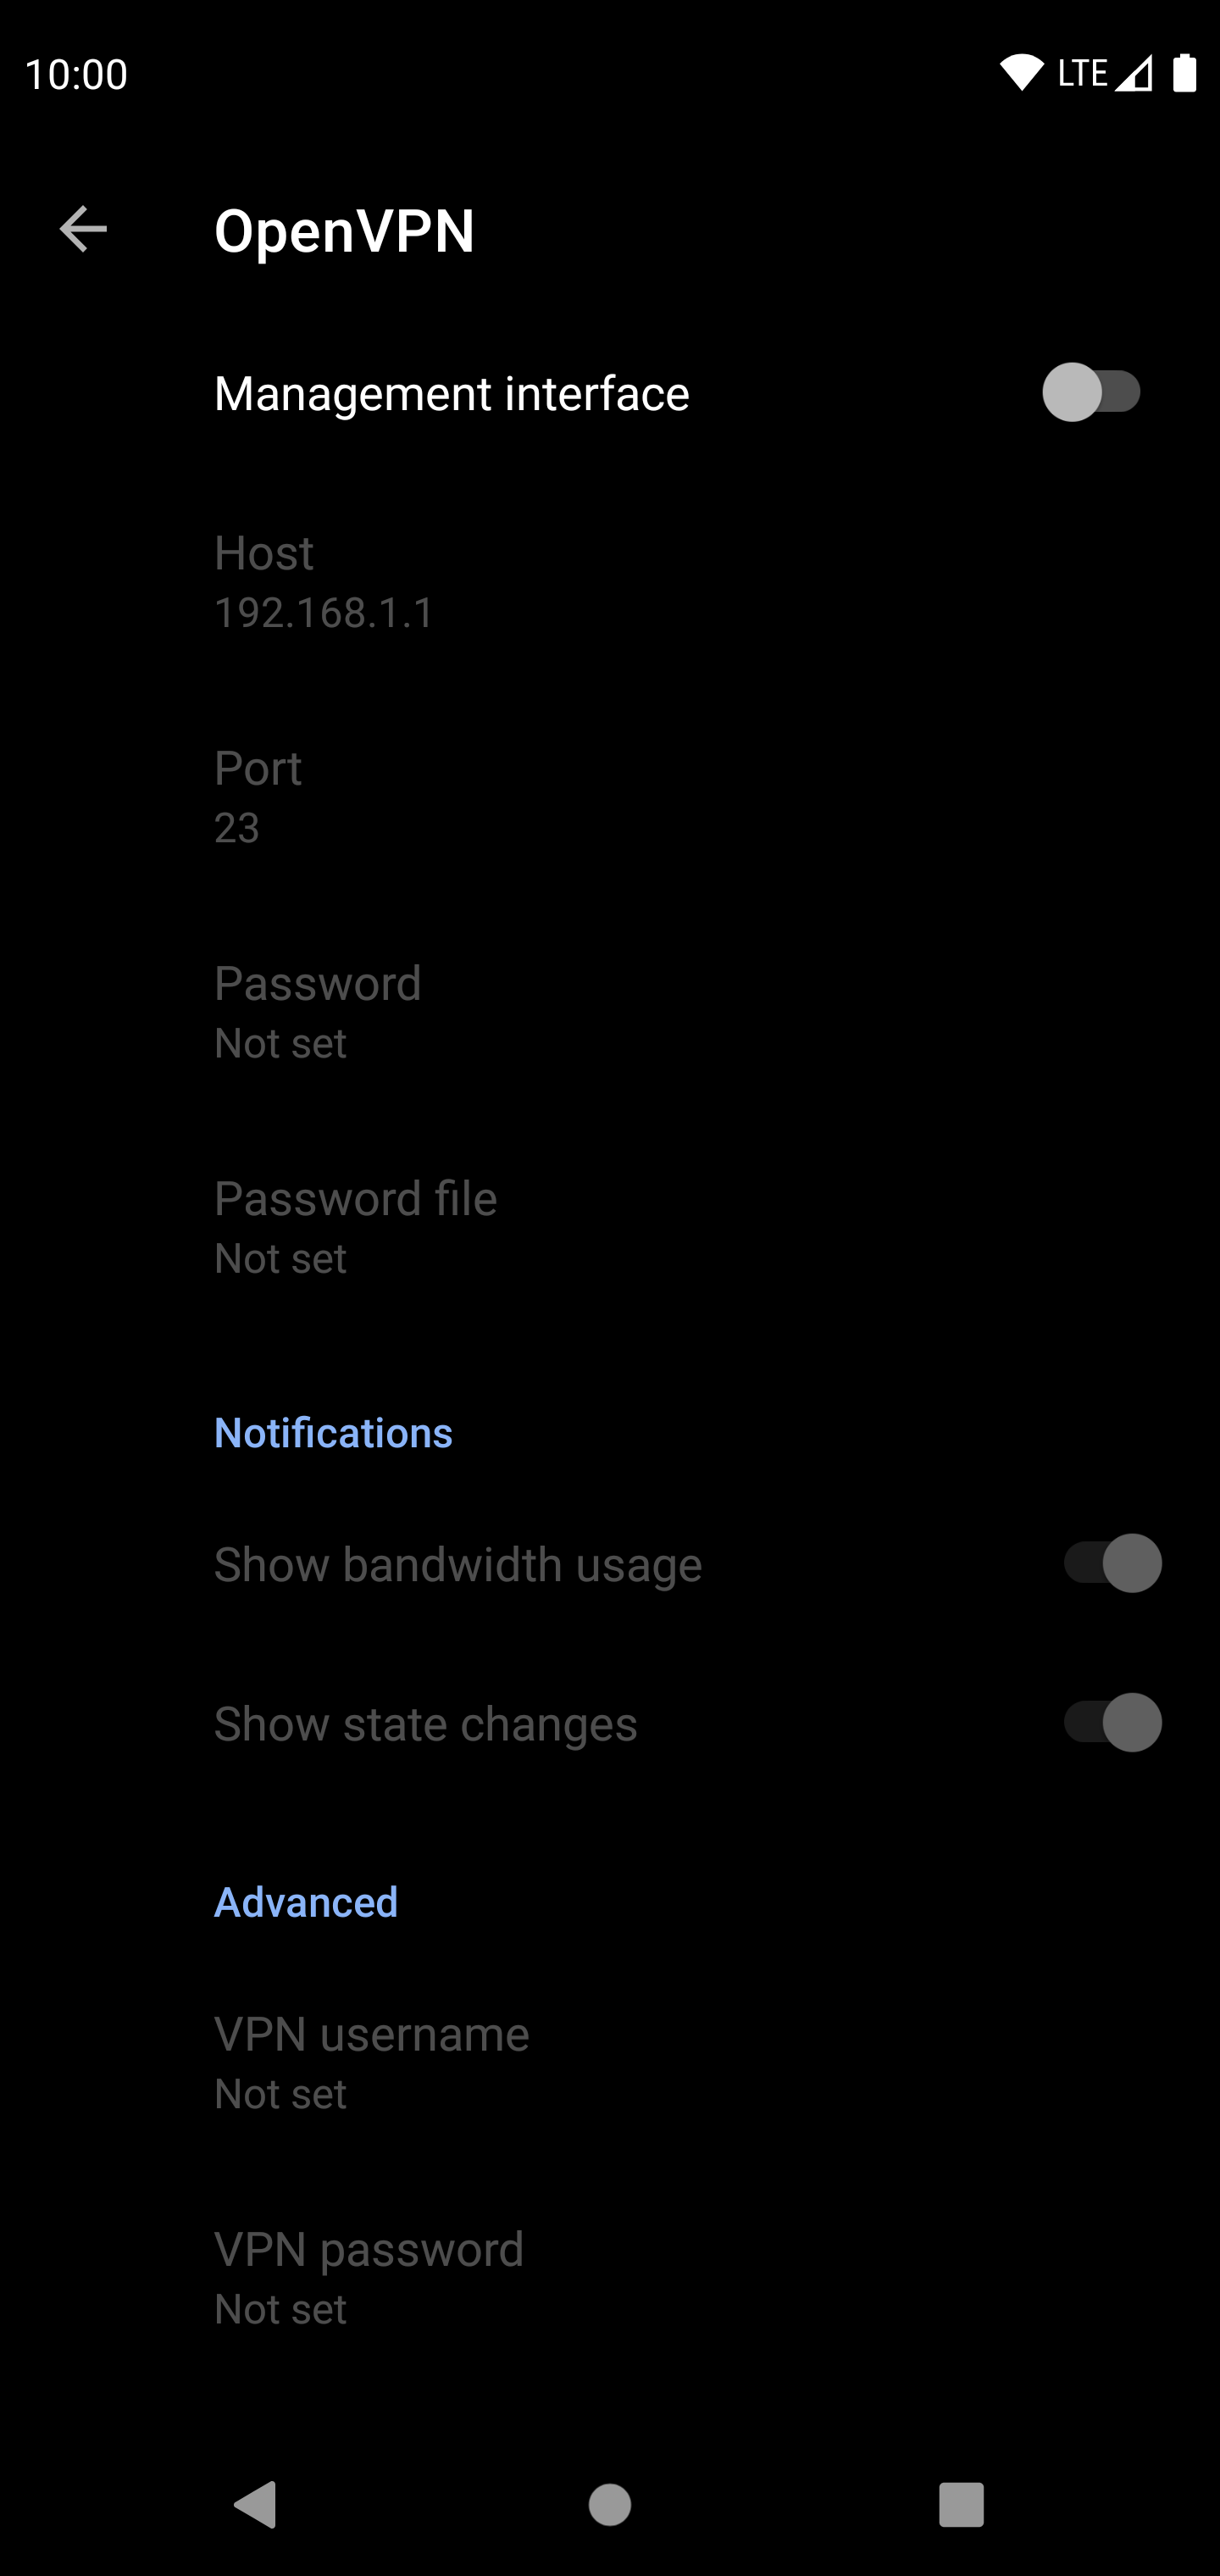 10:00
LTE
OpenVPN
Management interface
Host
192.168.1.1
Port
23
Password
Not set
Password file
Not set
Notifications
Show bandwidth usage
Show state changes
Advanced
VPN username
Not set
VPN password
Not set